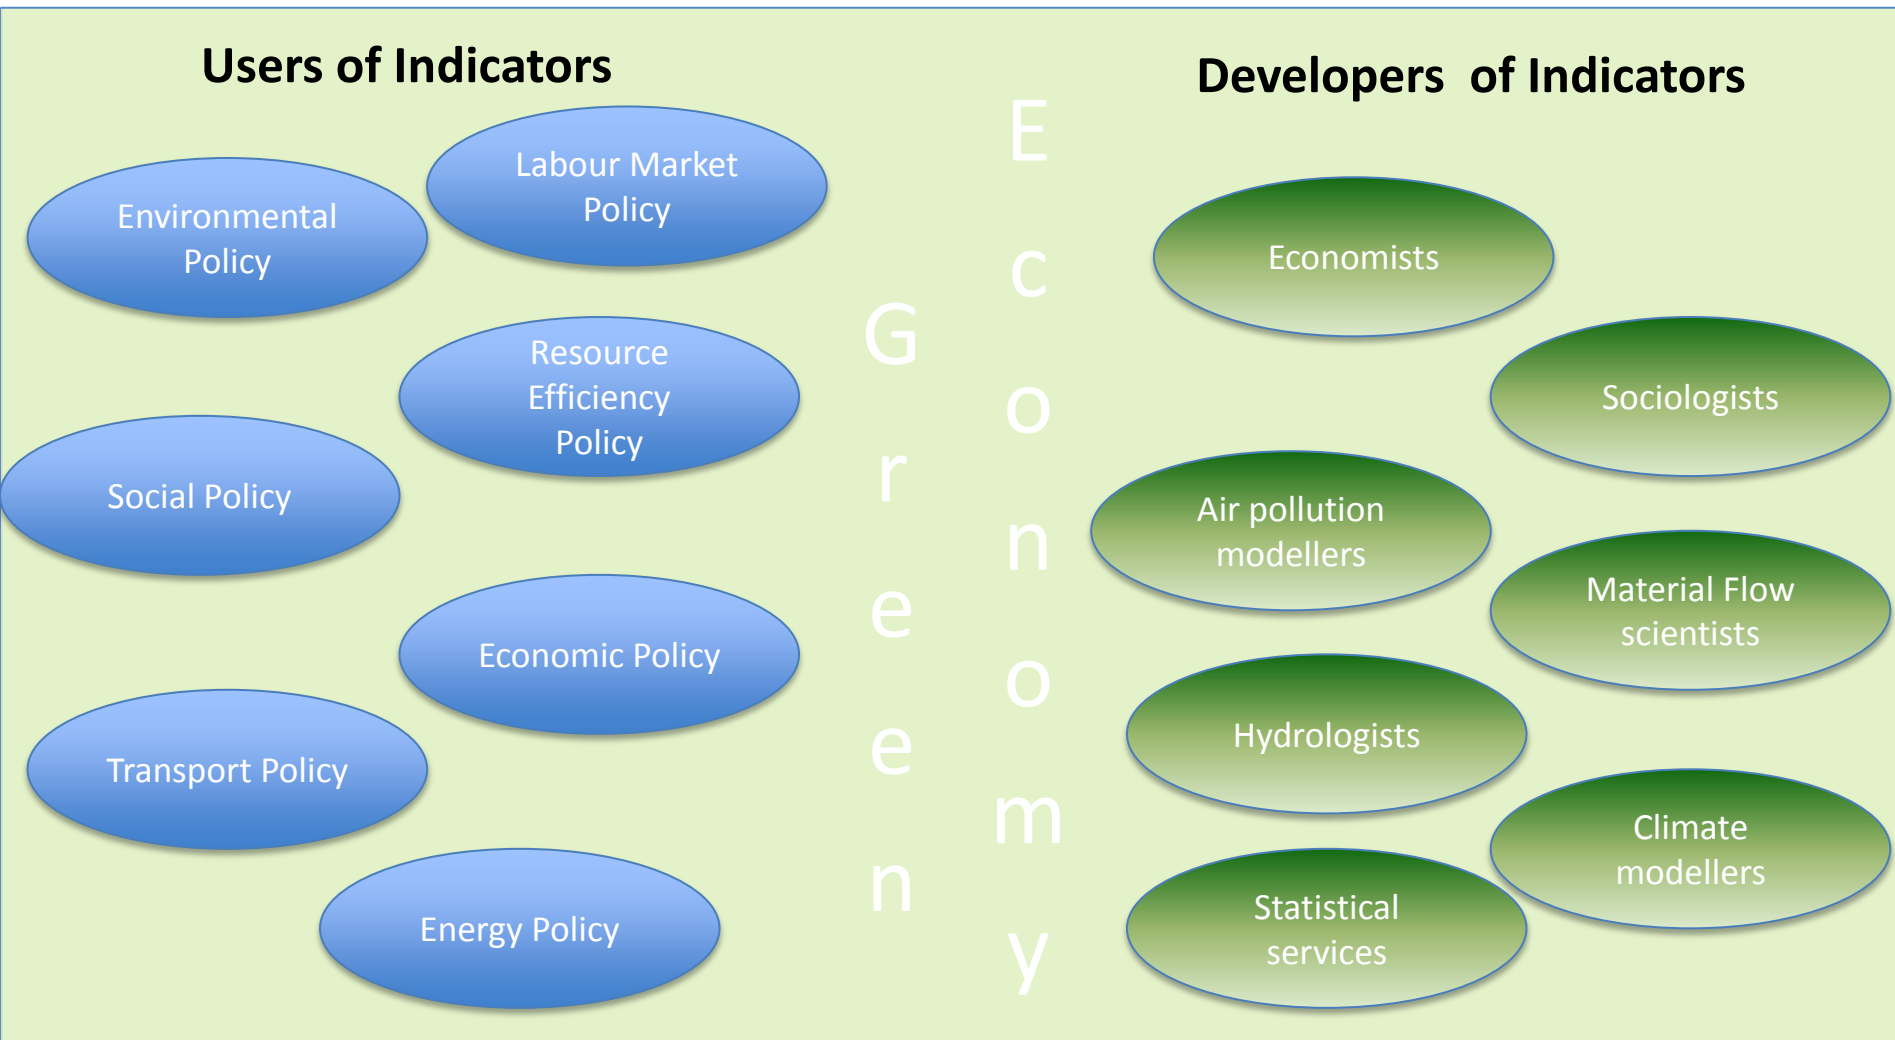 Users of Indicators
Environmental
Policy
Labour Market
Policy
Resource
Efficiency
Policy
Social Policy
Economic Policy
Transport Policy
Energy Policy
Green
Economy
Developers of Indicators
Economists
Sociologists
Air pollution
modellers
Material Flow
scientists
Hydrologists
Climate
modellers
Statistical
services